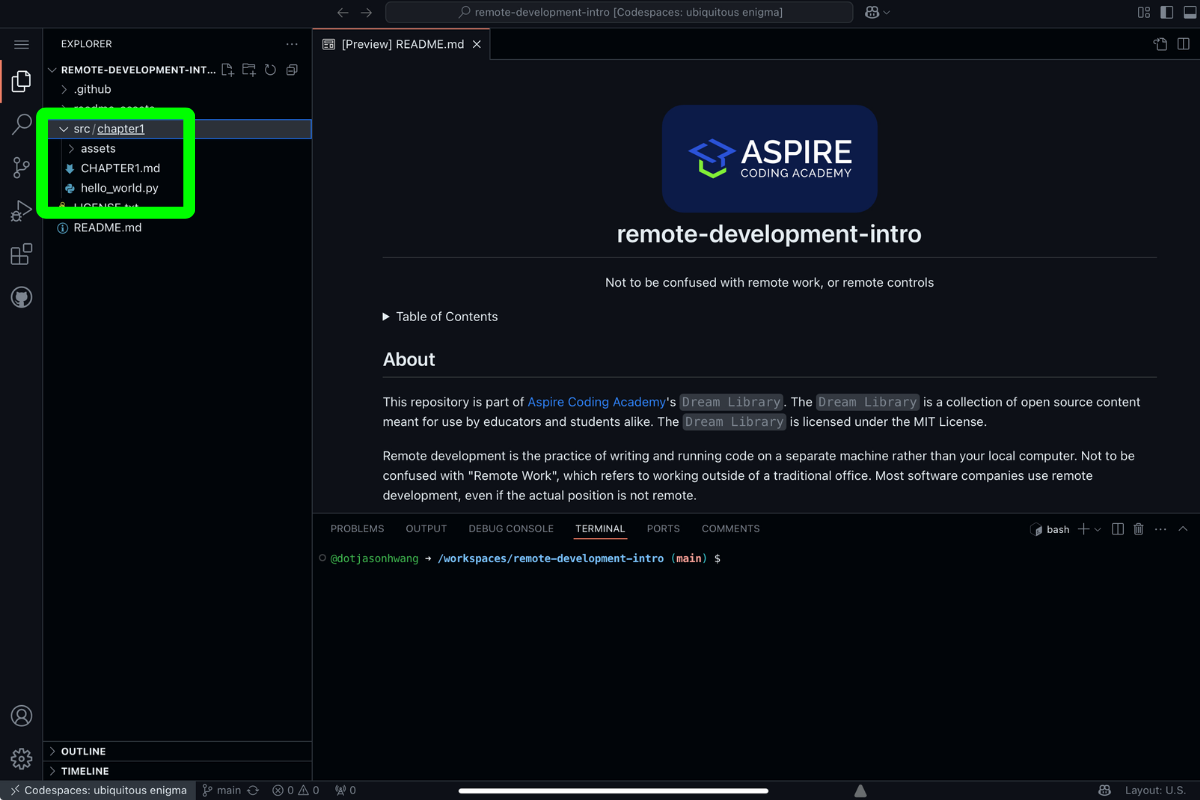 remote-development-intro [Codespaces: ubiquitous enigma]
EXPLORER
[Preview] README.md
REMOTE-DEVELOPMENT-INT...
.github
src/chapter1
assets
CHAPTER1.md
hello_world.py
LICENSE.txt
README.md
ASPIRE
CODING ACADEMY
remote-development-intro
Not to be confused with remote work, or remote controls
Table of Contents
About
This repository is part of Aspire Coding Academy's Dream Library. The Dream Library is a collection of open source content
meant for use by educators and students alike. The Dream Library is licensed under the MIT License.
Remote development is the practice of writing and running code on a separate machine rather than your local computer. Not to be
confused with "Remote Work", which refers to working outside of a traditional office. Most software companies use remote
development, even if the actual position is not remote.
PROBLEMS OUTPUT DEBUG CONSOLE TERMINAL PORTS COMMENTS
bash
@dotjasonhwang → /workspaces/remote-development-intro (main) $
OUTLINE
TIMELINE
Codespaces: ubiquitous enigma main 0 0 0 Layout: U.S.